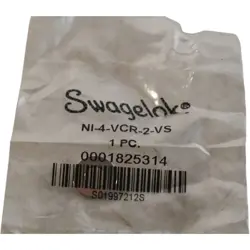 Swagelok®
NI-4-VCR-2-VS
1 PC.
0001825314
S01997212S